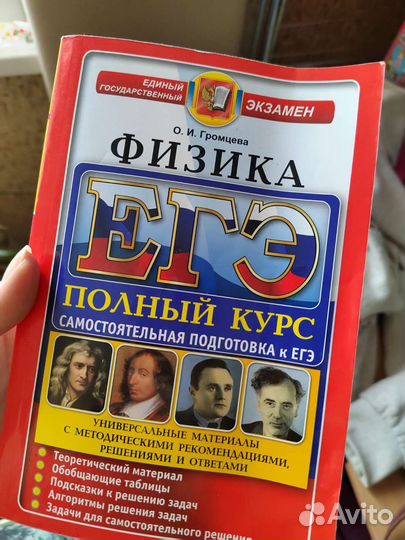 ЕДИНЫЙ
ГОСУДАРСТВЕННЫЙ
ЭКЗАМЕН
О. И. Громцева
ФИЗИКА
ЕГЭ
ПОЛНЫЙ КУРС
САМОСТОЯТЕЛЬНАЯ ПОДГОТОВКА к ЕГЭ
УНИВЕРСАЛЬНЫЕ МАТЕРИАЛЫ
С МЕТОДИЧЕСКИМИ РЕКОМЕНДАЦИЯМИ,
РЕШЕНИЯМИ И ОТВЕТАМИ
• Теоретический материал
• Обобщающие таблицы
• Подсказки к решению задач
• Алгоритмы решения задач
• Задачи для самостоятельного решения
Avito